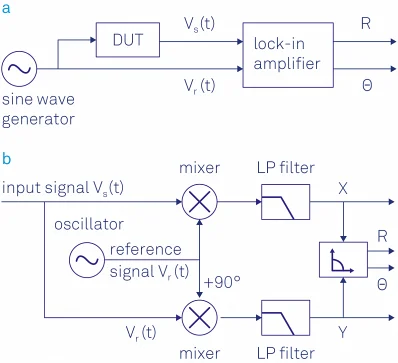 a
V_s(t)
R
DUT
lock-in
amplifier
V_r (t)
Θ
sine wave
generator
b
mixer
LP filter
input signal V_s(t)
X
oscillator
R
reference
signal V_r (t)
+90°
Θ
V_r (t)
Y
mixer
LP filter